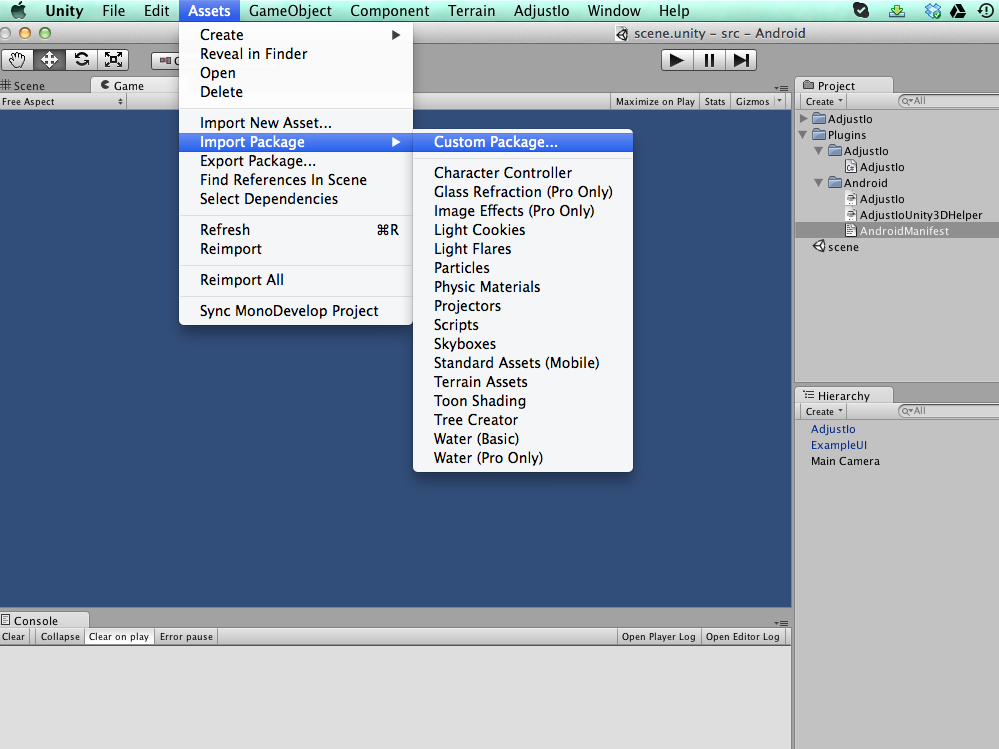 Unity File Edit Assets GameObject Component Terrain AdjustIo Window Help
scene.unity - src - Android
Scene
Game
Free Aspect
Maximize on Play Stats Gizmos
Create
Reveal in Finder
Open
Delete
Import New Asset...
Import Package
Export Package...
Find References In Scene
Select Dependencies
Refresh ⌘R
Reimport
Reimport All
Sync MonoDevelop Project
Custom Package...
Character Controller
Glass Refraction (Pro Only)
Image Effects (Pro Only)
Light Cookies
Light Flares
Particles
Physic Materials
Projectors
Scripts
Skyboxes
Standard Assets (Mobile)
Terrain Assets
Toon Shading
Tree Creator
Water (Basic)
Water (Pro Only)
Project
Create All
AdjustIo
Plugins
AdjustIo
AdjustIo
Android
AdjustIo
AdjustIoUnity3DHelper
AndroidManifest
scene
Hierarchy
Create All
AdjustIo
ExampleUI
Main Camera
Console
Clear Collapse Clear on play Error pause Open Player Log Open Editor Log